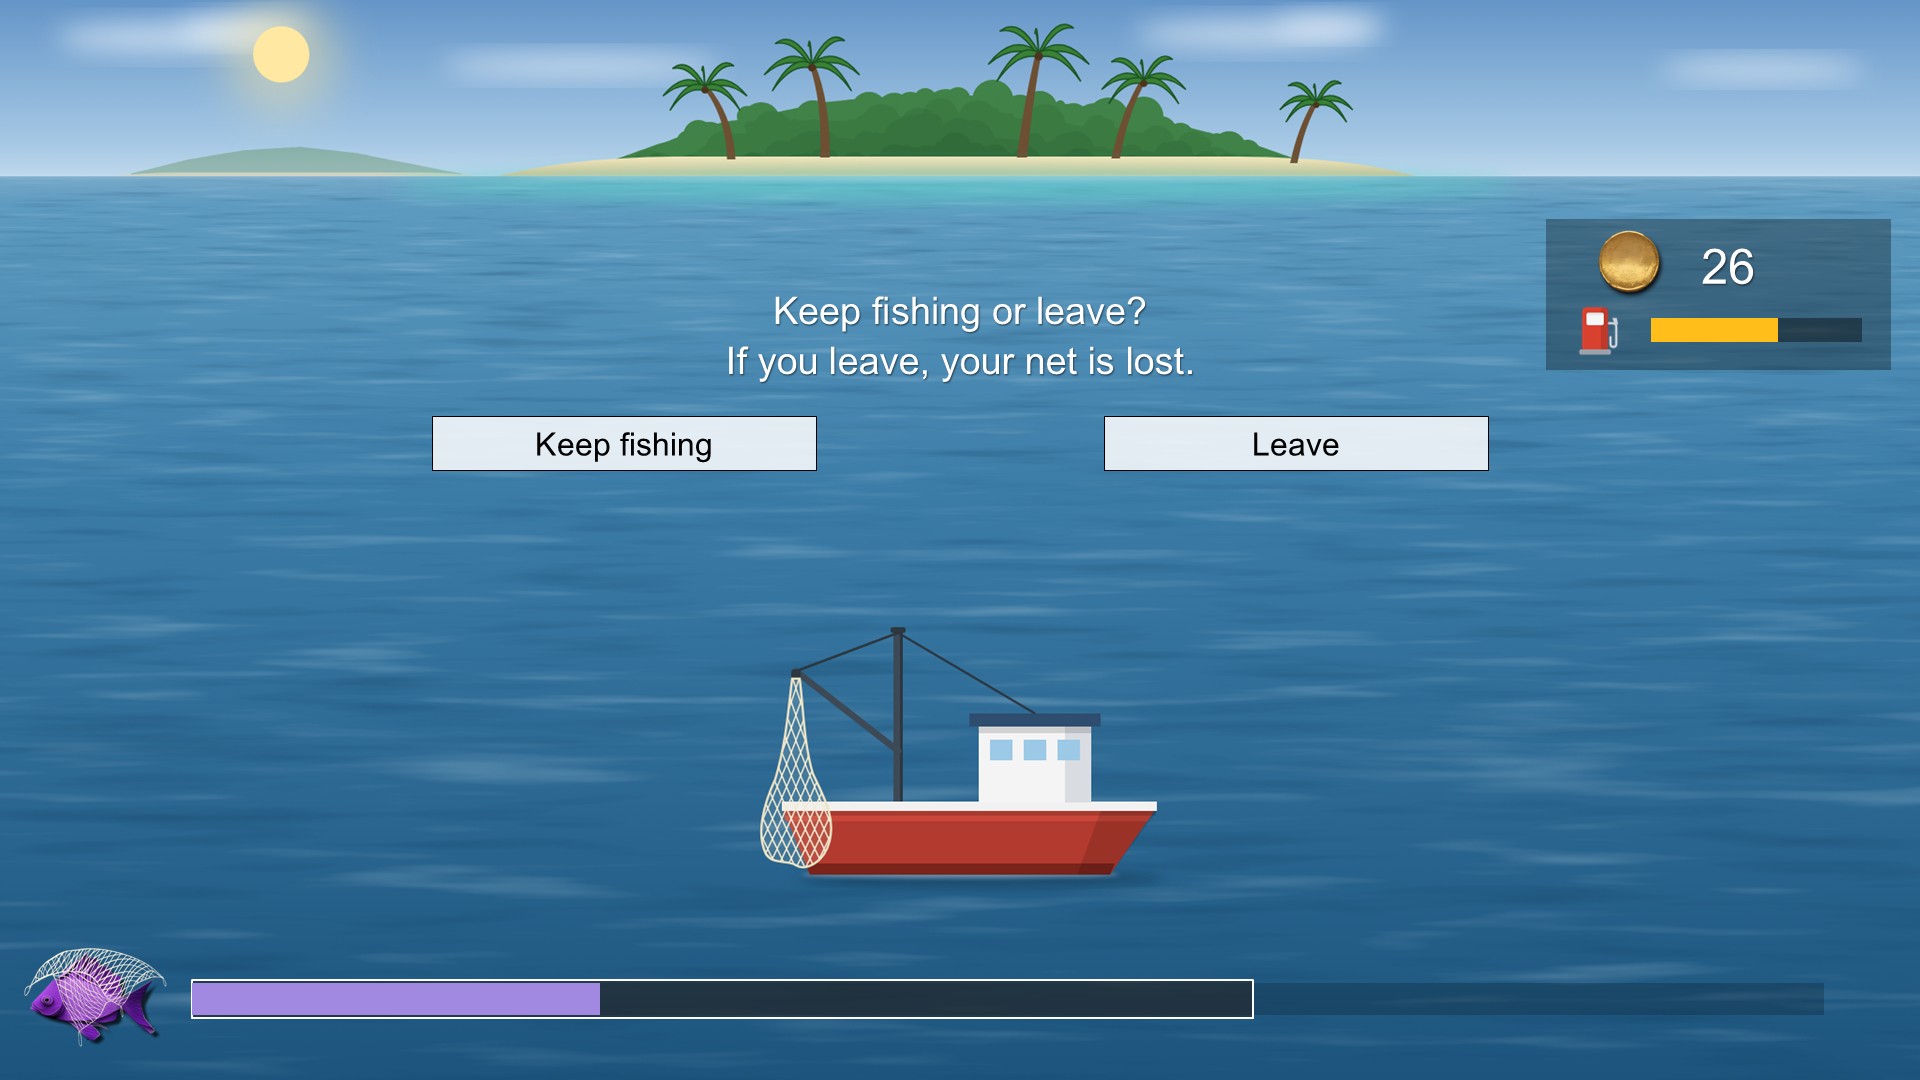 26
Keep fishing or leave?
If you leave, your net is lost.
Keep fishing
Leave